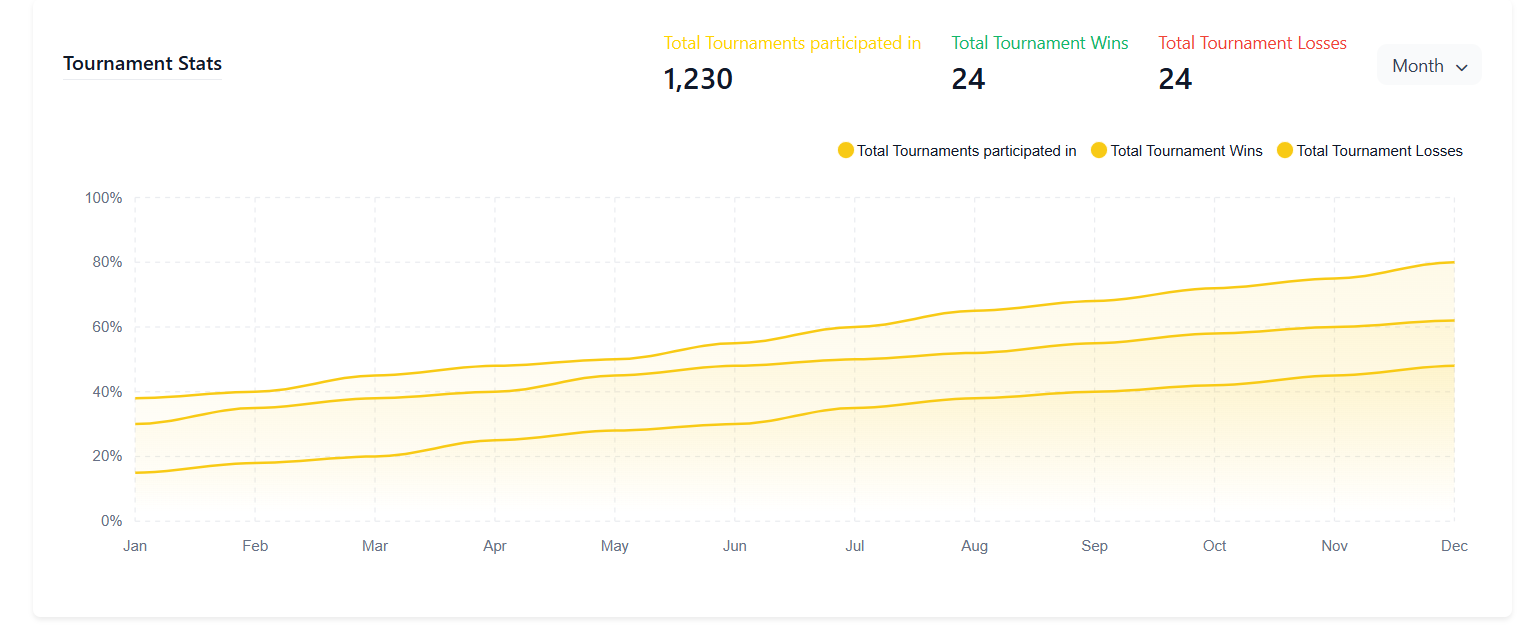 Tournament Stats
Total Tournaments participated in
1,230
Total Tournament Wins
24
Total Tournament Losses
24
Month
Total Tournaments participated in
Total Tournament Wins
Total Tournament Losses
100%
80%
60%
40%
20%
0%
Jan Feb Mar Apr May Jun Jul Aug Sep Oct Nov Dec